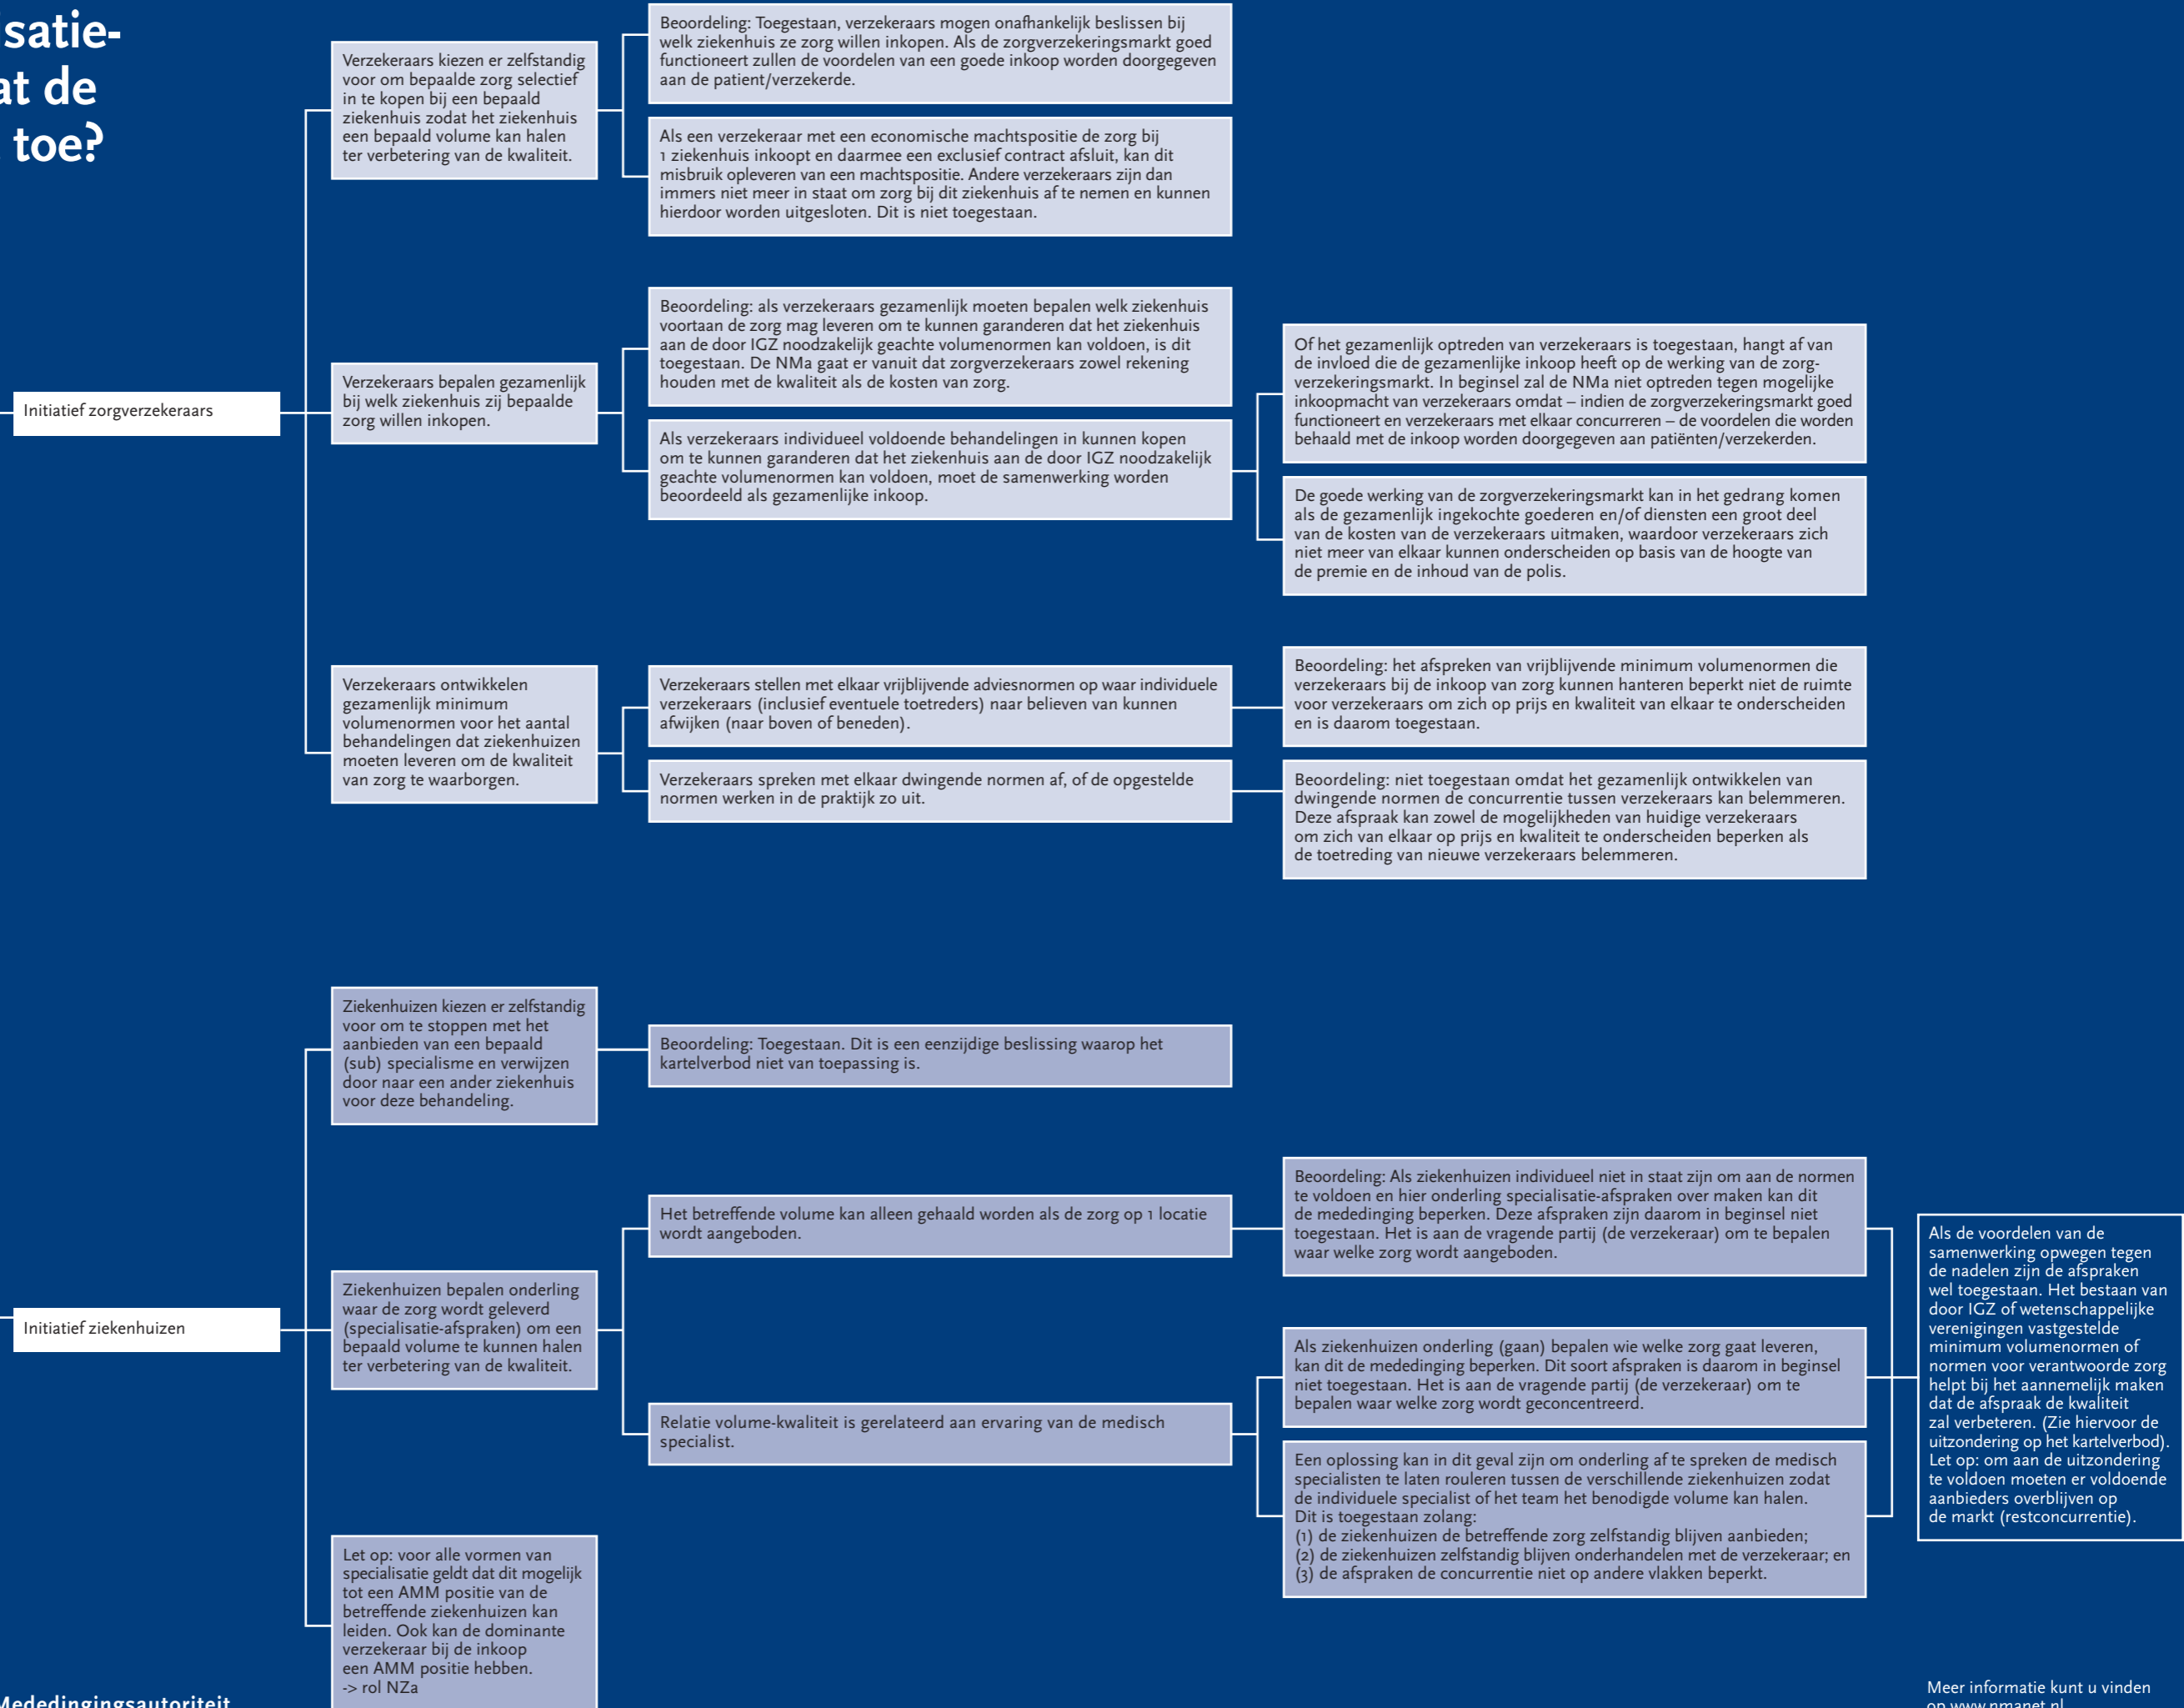 isatie-
at de
toe?
Initiatief zorgverzekeraars
Verzekeraars kiezen er zelfstandig
voor om bepaalde zorg selectief
in te kopen bij een bepaald
ziekenhuis zodat het ziekenhuis
een bepaald volume kan halen
ter verbetering van de kwaliteit.
Beoordeling: Toegestaan, verzekeraars mogen onafhankelijk beslissen bij
welk ziekenhuis ze zorg willen inkopen. Als de zorgverzekeringsmarkt goed
functioneert zullen de voordelen van een goede inkoop worden doorgegeven
aan de patient/verzekerde.
Als een verzekeraar met een economische machtspositie de zorg bij
1 ziekenhuis inkoopt en daarmee een exclusief contract afsluit, kan dit
misbruik opleveren van een machtspositie. Andere verzekeraars zijn dan
immers niet meer in staat om zorg bij dit ziekenhuis af te nemen en kunnen
hierdoor worden uitgesloten. Dit is niet toegestaan.
Verzekeraars bepalen gezamenlijk
bij welk ziekenhuis zij bepaalde
zorg willen inkopen.
Beoordeling: als verzekeraars gezamenlijk moeten bepalen welk ziekenhuis
voortaan de zorg mag leveren om te kunnen garanderen dat het ziekenhuis
aan de door IGZ noodzakelijk geachte volumenormen kan voldoen, is dit
toegestaan. De NMa gaat er vanuit dat zorgverzekeraars zowel rekening
houden met de kwaliteit als de kosten van zorg.
Als verzekeraars individueel voldoende behandelingen in kunnen kopen
om te kunnen garanderen dat het ziekenhuis aan de door IGZ noodzakelijk
geachte volumenormen kan voldoen, moet de samenwerking worden
beoordeeld als gezamenlijke inkoop.
Of het gezamenlijk optreden van verzekeraars is toegestaan, hangt af van
de invloed die de gezamenlijke inkoop heeft op de werking van de zorg-
verzekeringsmarkt. In beginsel zal de NMa niet optreden tegen mogelijke
inkoopmacht van verzekeraars omdat – indien de zorgverzekeringsmarkt goed
functioneert en verzekeraars met elkaar concurreren – de voordelen die worden
behaald met de inkoop worden doorgegeven aan patiënten/verzekerden.
De goede werking van de zorgverzekeringsmarkt kan in het gedrang komen
als de gezamenlijk ingekochte goederen en/of diensten een groot deel
van de kosten van de verzekeraars uitmaken, waardoor verzekeraars zich
niet meer van elkaar kunnen onderscheiden op basis van de hoogte van
de premie en de inhoud van de polis.
Verzekeraars ontwikkelen
gezamenlijk minimum
volumenormen voor het aantal
behandelingen dat ziekenhuizen
moeten leveren om de kwaliteit
van zorg te waarborgen.
Verzekeraars stellen met elkaar vrijblijvende adviesnormen op waar individuele
verzekeraars (inclusief eventuele toetreders) naar believen van kunnen
afwijken (naar boven of beneden).
Beoordeling: het afspreken van vrijblijvende minimum volumenormen die
verzekeraars bij de inkoop van zorg kunnen hanteren beperkt niet de ruimte
voor verzekeraars om zich op prijs en kwaliteit van elkaar te onderscheiden
en is daarom toegestaan.
Verzekeraars spreken met elkaar dwingende normen af, of de opgestelde
normen werken in de praktijk zo uit.
Beoordeling: niet toegestaan omdat het gezamenlijk ontwikkelen van
dwingende normen de concurrentie tussen verzekeraars kan belemmeren.
Deze afspraak kan zowel de mogelijkheden van huidige verzekeraars
om zich van elkaar op prijs en kwaliteit te onderscheiden beperken als
de toetreding van nieuwe verzekeraars belemmeren.
Initiatief ziekenhuizen
Ziekenhuizen kiezen er zelfstandig
voor om te stoppen met het
aanbieden van een bepaald
(sub) specialisme en verwijzen
door naar een ander ziekenhuis
voor deze behandeling.
Beoordeling: Toegestaan. Dit is een eenzijdige beslissing waarop het
kartelverbod niet van toepassing is.
Ziekenhuizen bepalen onderling
waar de zorg wordt geleverd
(specialisatie-afspraken) om een
bepaald volume te kunnen halen
ter verbetering van de kwaliteit.
Het betreffende volume kan alleen gehaald worden als de zorg op 1 locatie
wordt aangeboden.
Beoordeling: Als ziekenhuizen individueel niet in staat zijn om aan de normen
te voldoen en hier onderling specialisatie-afspraken over maken kan dit
de mededinging beperken. Deze afspraken zijn daarom in beginsel niet
toegestaan. Het is aan de vragende partij (de verzekeraar) om te bepalen
waar welke zorg wordt aangeboden.
Relatie volume-kwaliteit is gerelateerd aan ervaring van de medisch
specialist.
Als ziekenhuizen onderling (gaan) bepalen wie welke zorg gaat leveren,
kan dit de mededinging beperken. Dit soort afspraken is daarom in beginsel
niet toegestaan. Het is aan de vragende partij (de verzekeraar) om te
bepalen waar welke zorg wordt geconcentreerd.
Een oplossing kan in dit geval zijn om onderling af te spreken de medisch
specialisten te laten rouleren tussen de verschillende ziekenhuizen zodat
de individuele specialist of het team het benodigde volume kan halen.
Dit is toegestaan zolang:
(1) de ziekenhuizen de betreffende zorg zelfstandig blijven aanbieden;
(2) de ziekenhuizen zelfstandig blijven onderhandelen met de verzekeraar; en
(3) de afspraken de concurrentie niet op andere vlakken beperkt.
Als de voordelen van de
samenwerking opwegen tegen
de nadelen zijn de afspraken
wel toegestaan. Het bestaan van
door IGZ of wetenschappelijke
verenigingen vastgestelde
minimum volumenormen of
normen voor verantwoorde zorg
helpt bij het aannemelijk maken
dat de afspraak de kwaliteit
zal verbeteren. (Zie hiervoor de
uitzondering op het kartelverbod).
Let op: om aan de uitzondering
te voldoen moeten er voldoende
aanbieders overblijven op
de markt (restconcurrentie).
Let op: voor alle vormen van
specialisatie geldt dat dit mogelijk
tot een AMM positie van de
betreffende ziekenhuizen kan
leiden. Ook kan de dominante
verzekeraar bij de inkoop
een AMM positie hebben.
-> rol NZa
Mededingingsautoriteit
Meer informatie kunt u vinden
op www.nmanet.nl